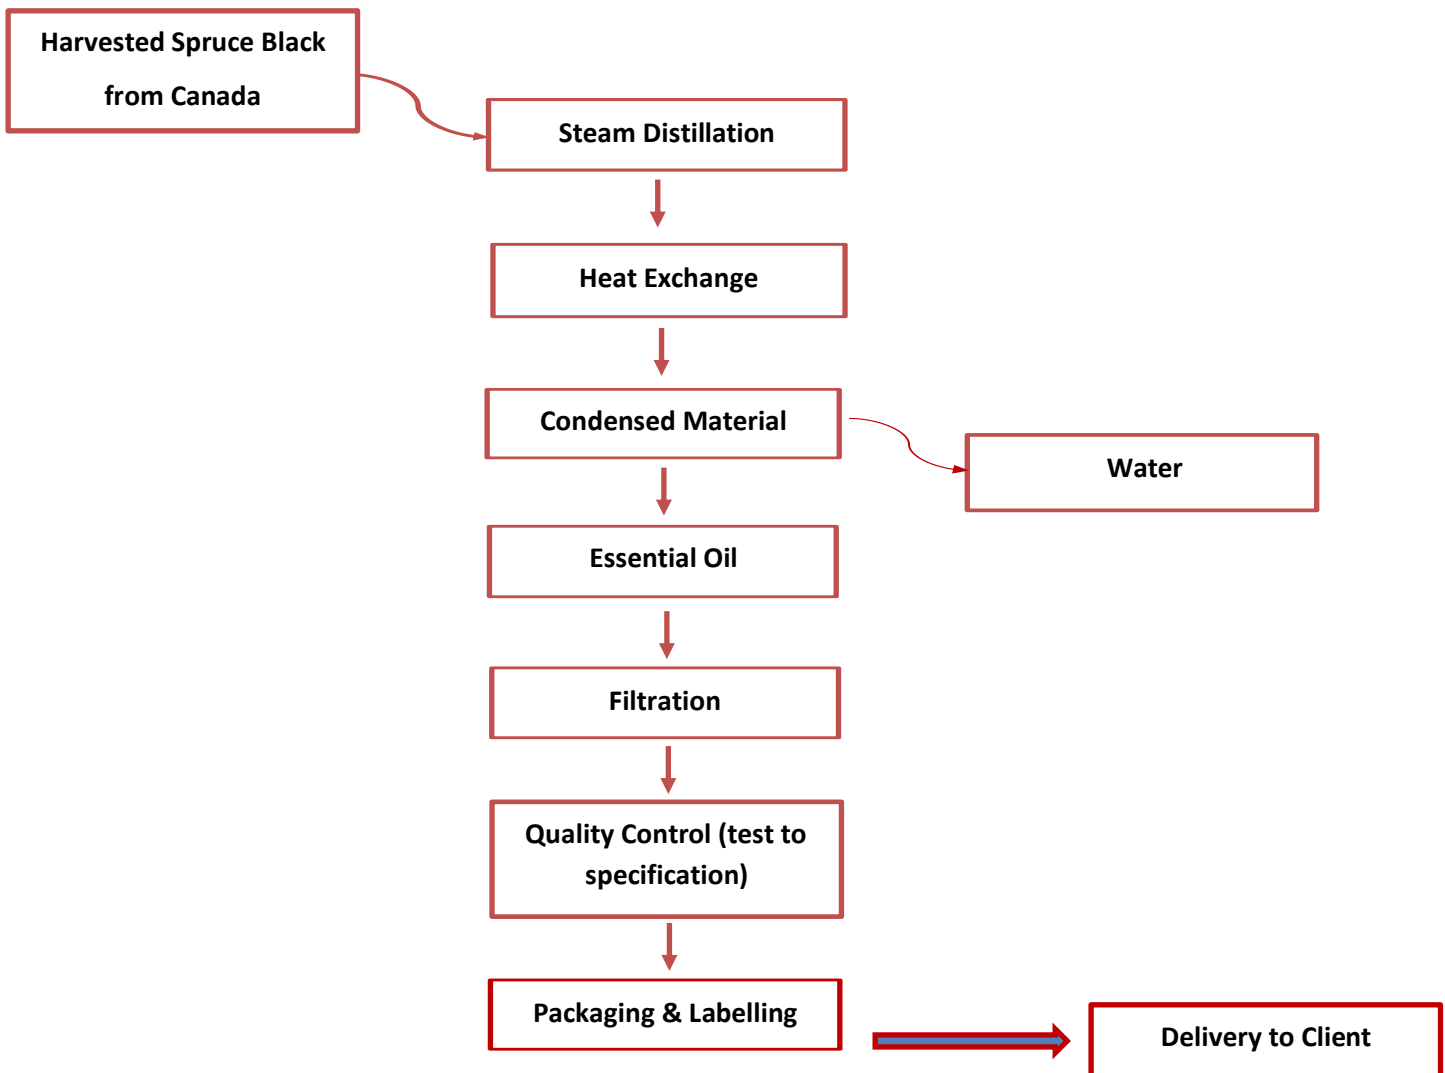 Harvested Spruce Black
from Canada
Steam Distillation
Heat Exchange
Condensed Material
Water
Essential Oil
Filtration
Quality Control (test to
specification)
Packaging & Labelling
Delivery to Client